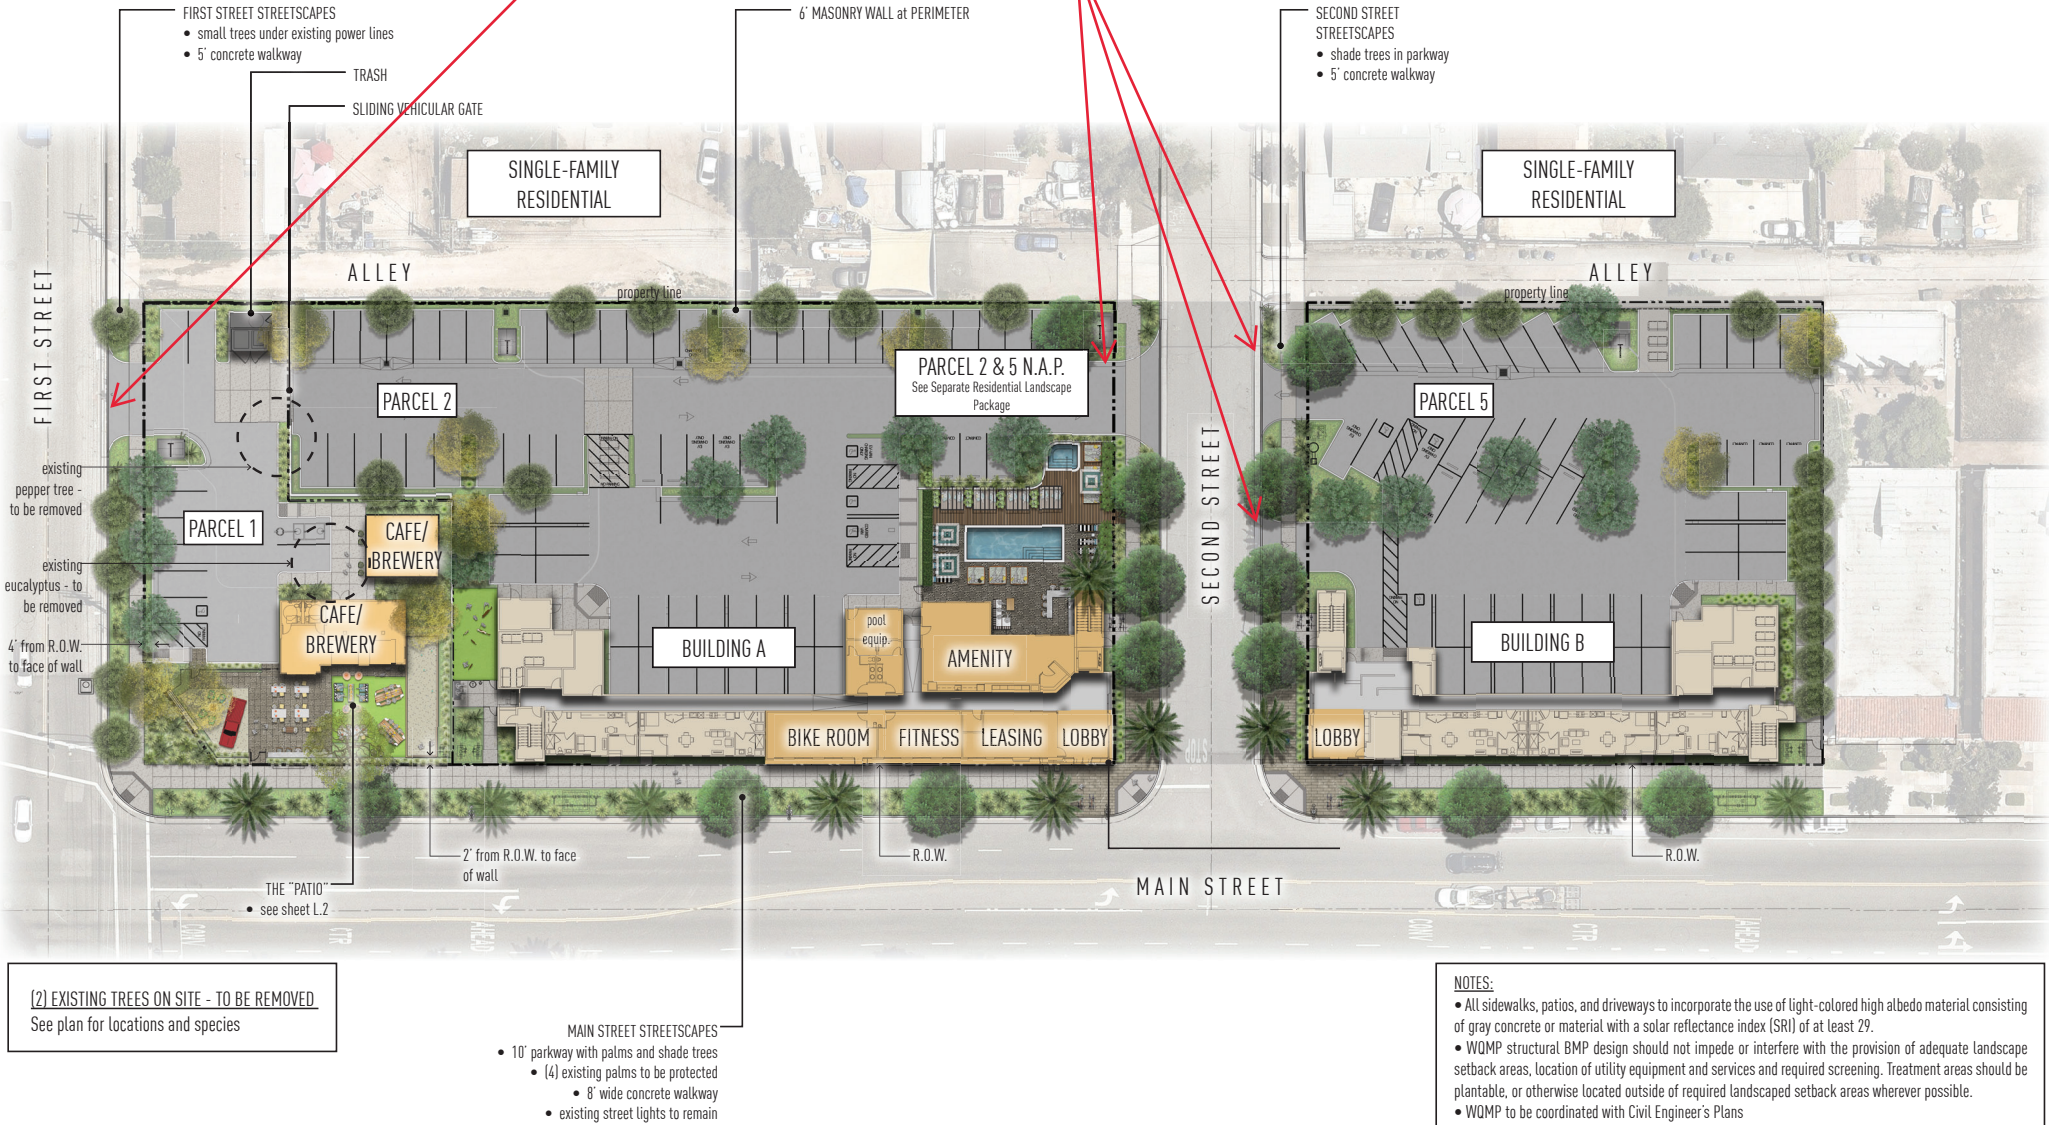 FIRST STREET STREETSCAPES
• small trees under existing power lines
• 5' concrete walkway
TRASH
SLIDING VEHICULAR GATE
6' MASONRY WALL at PERIMETER
SECOND STREET
STREETSCAPES
• shade trees in parkway
• 5' concrete walkway
SINGLE-FAMILY
RESIDENTIAL
SINGLE-FAMILY
RESIDENTIAL
ALLEY
ALLEY
property line
property line
FIRST STREET
PARCEL 2 & 5 N.A.P.
See Separate Residential Landscape
Package
PARCEL 2
PARCEL 5
T
T
T
T
existing
pepper tree -
to be removed
PARCEL 1
CAFE/
BREWERY
SECOND STREET
existing
eucalyptus - to
be removed
CAFE/
BREWERY
4' from R.O.W.
to face of wall
BUILDING A
pool
equip.
AMENITY
BUILDING B
BIKE ROOM
FITNESS
LEASING
LOBBY
LOBBY
STOP
2' from R.O.W. to face
of wall
R.O.W.
R.O.W.
MAIN STREET
THE "PATIO"
• see sheet L.2
CONV
CTR
AHEAD
CONV
CTR
AHEAD
(2) EXISTING TREES ON SITE - TO BE REMOVED
See plan for locations and species
MAIN STREET STREETSCAPES
• 10' parkway with palms and shade trees
• (4) existing palms to be protected
• 8' wide concrete walkway
• existing street lights to remain
NOTES:
• All sidewalks, patios, and driveways to incorporate the use of light-colored high albedo material consisting
of gray concrete or material with a solar reflectance index (SRI) of at least 29.
• WQMP structural BMP design should not impede or interfere with the provision of adequate landscape
setback areas, location of utility equipment and services and required screening. Treatment areas should be
plantable, or otherwise located outside of required landscaped setback areas wherever possible.
• WQMP to be coordinated with Civil Engineer's Plans